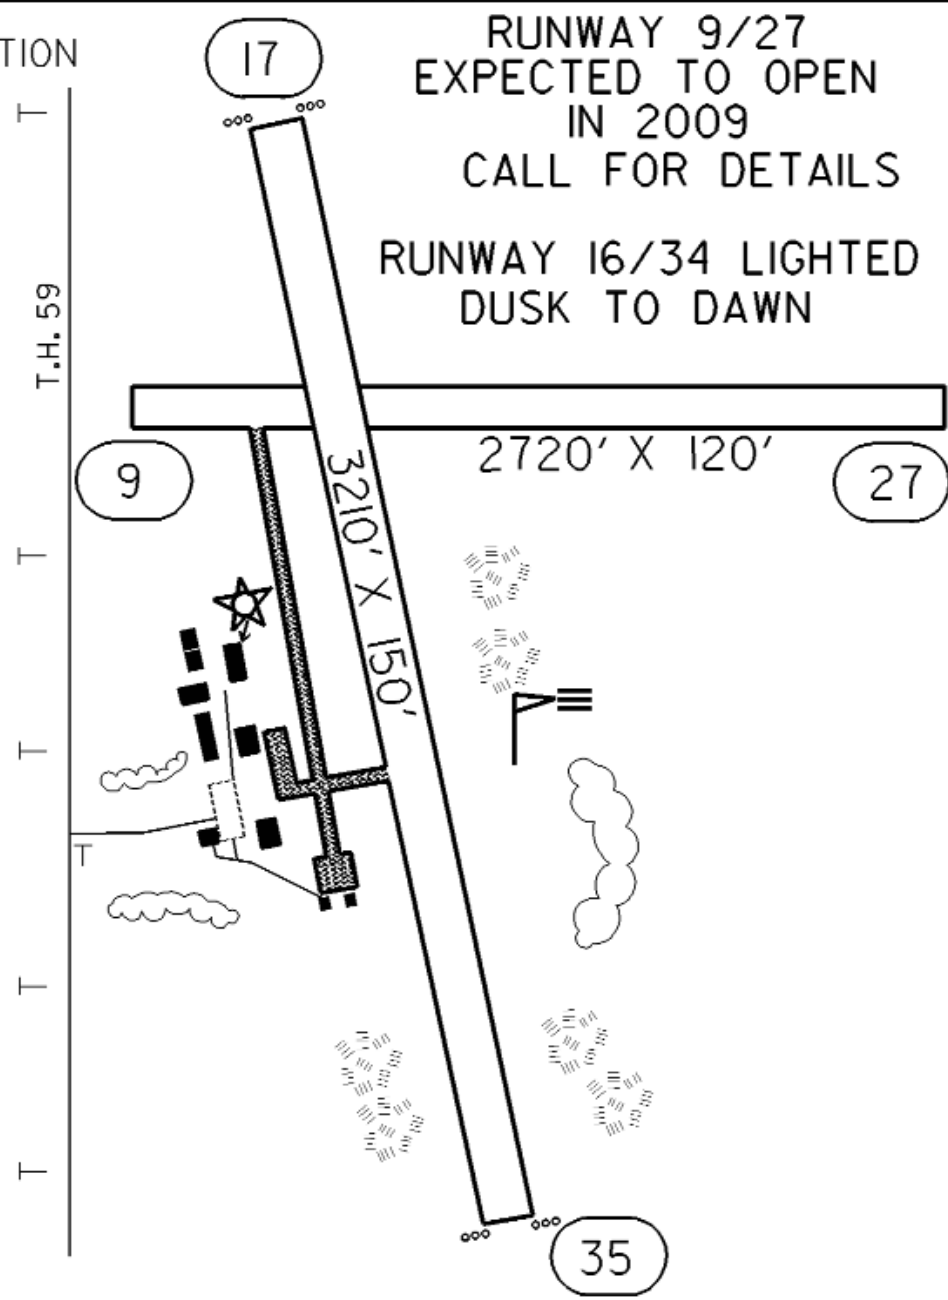 TION
17
RUNWAY 9/27
EXPECTED TO OPEN
IN 2009
CALL FOR DETAILS
RUNWAY 16/34 LIGHTED
DUSK TO DAWN
T
T.H. 59
2720' X 120'
9
27
3210' X 150'
T
T
T
T
T
35